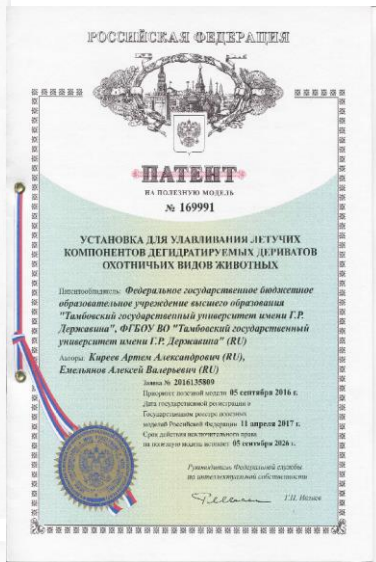 РОССИЙСКАЯ ФЕДЕРАЦИЯ
ПАТЕНТ
НА ПОЛЕЗНУЮ МОДЕЛЬ
№ 169991
УСТАНОВКА ДЛЯ УЛАВЛИВАНИЯ ЛЕТУЧИХ
КОМПОНЕНТОВ ДЕГИДРАТИРУЕМЫХ ДЕРИВАТОВ
ОХОТНИЧЬИХ ВИДОВ ЖИВОТНЫХ
Патентообладатель: Федеральное государственное бюджетное
образовательное учреждение высшего образования
"Тамбовский государственный университет имени Г.Р.
Державина", ФГБОУ ВО "Тамбовский государственный
университет имени Г.Р. Державина" (RU)
Авторы: Киреев Артем Александрович (RU),
Емельянов Алексей Валерьевич (RU)
Заявка № 2016135809
Приоритет полезной модели 05 сентября 2016 г.
Дата государственной регистрации в
Государственном реестре полезных
моделей Российской Федерации 11 апреля 2017 г.
Срок действия исключительного права
на полезную модель истекает 05 сентября 2026 г.
Руководитель Федеральной службы
по интеллектуальной собственности
Г.П. Ивлиев